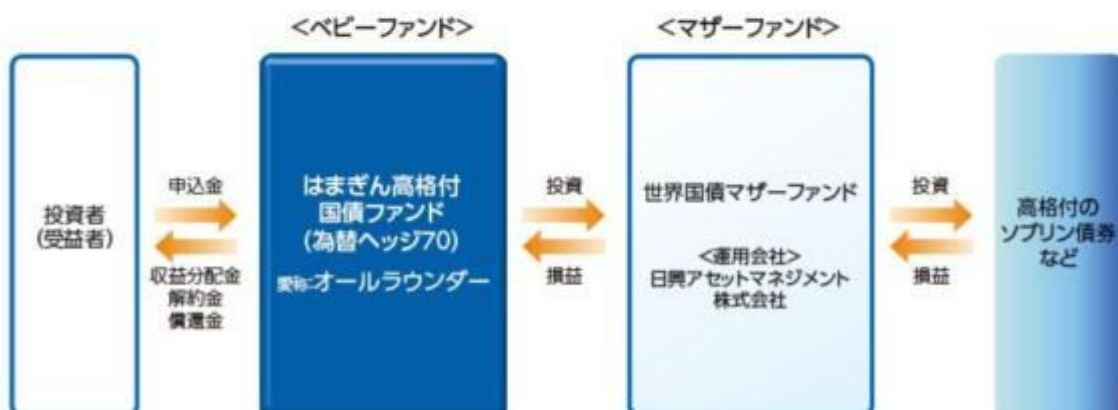 <ベビーファンド>
<マザーファンド>
投資者
(受益者)
申込金
収益分配金
解約金
償還金
はまぎん高格付
国債ファンド
(為替ヘッジ70)
愛称:オールラウンダー
投資
損益
世界国債マザーファンド
<運用会社>
日興アセットマネジメント
株式会社
投資
損益
高格付の
ソブリン債券
など